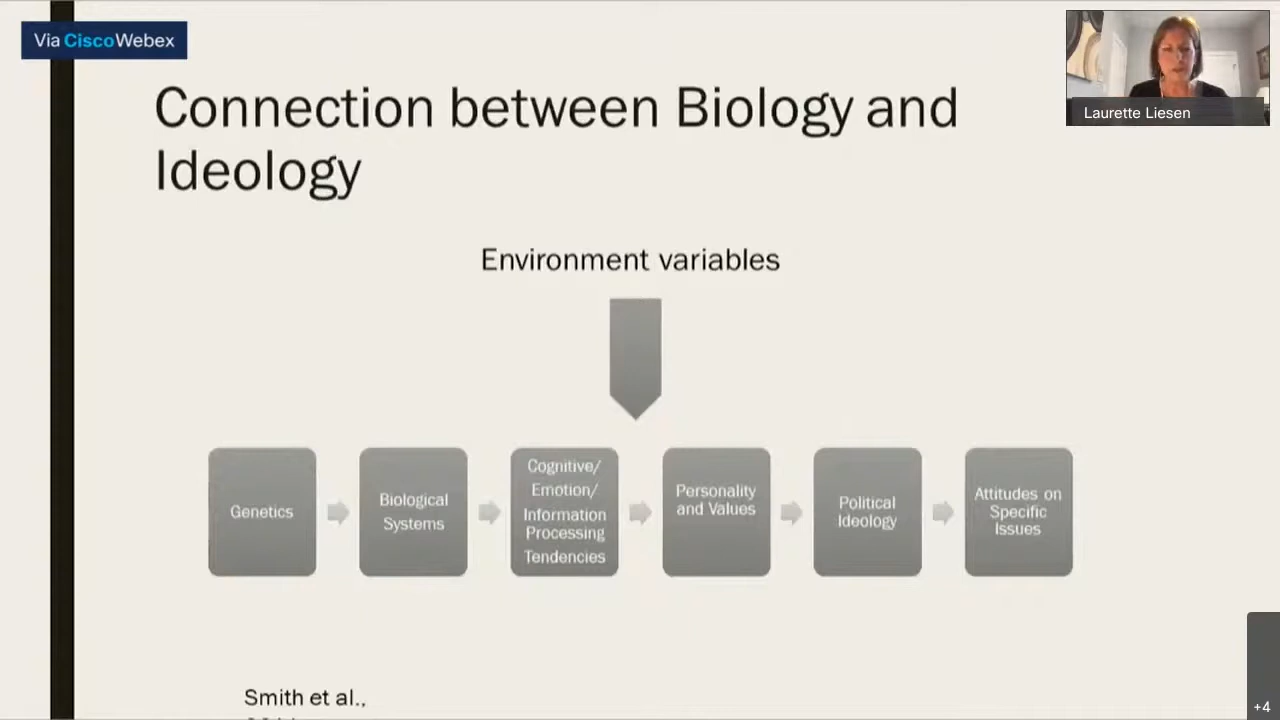 Via CiscoWebex
Laurette Liesen
Connection between Biology and
Ideology
Environment variables
Genetics
Biological
Systems
Cognitive/
Emotion/
Information
Processing
Tendencies
Personality
and Values
Political
Ideology
Attitudes on
Specific
Issues
Smith et al.,
+4